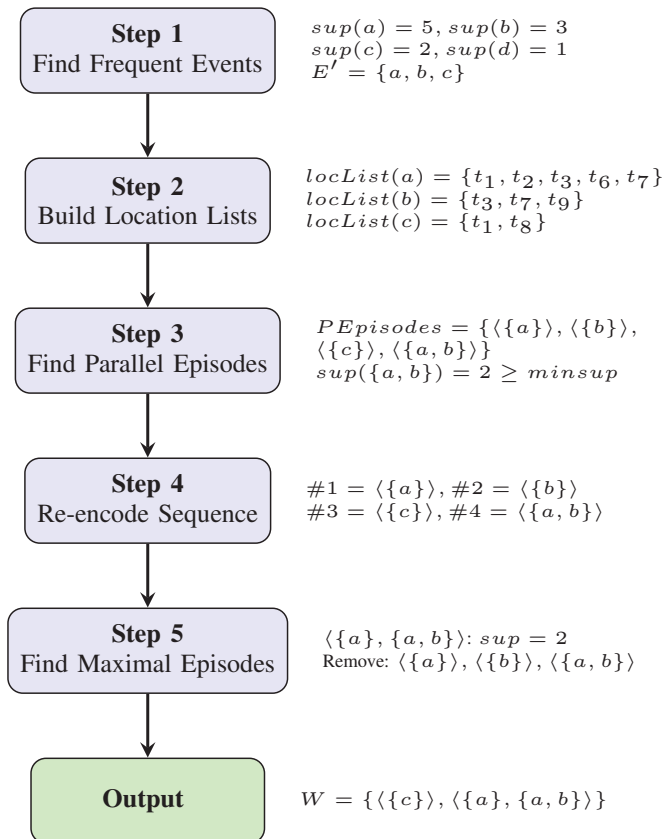 Step 1
Find Frequent Events
sup(a) = 5, sup(b) = 3
sup(c) = 2, sup(d) = 1
E′ = {a, b, c}
Step 2
Build Location Lists
locList(a) = {t₁, t₂, t₃, t₆, t₇}
locList(b) = {t₃, t₇, t₉}
locList(c) = {t₁, t₈}
Step 3
Find Parallel Episodes
PEpisodes = {⟨{a}⟩, ⟨{b}⟩,
⟨{c}⟩, ⟨{a, b}⟩}
sup({a, b}) = 2 ≥ minsup
Step 4
Re-encode Sequence
#1 = ⟨{a}⟩, #2 = ⟨{b}⟩
#3 = ⟨{c}⟩, #4 = ⟨{a, b}⟩
Step 5
Find Maximal Episodes
⟨{a}, {a, b}⟩: sup = 2
Remove: ⟨{a}⟩, ⟨{b}⟩, ⟨{a, b}⟩
Output
W = {⟨{c}⟩, ⟨{a}, {a, b}⟩}